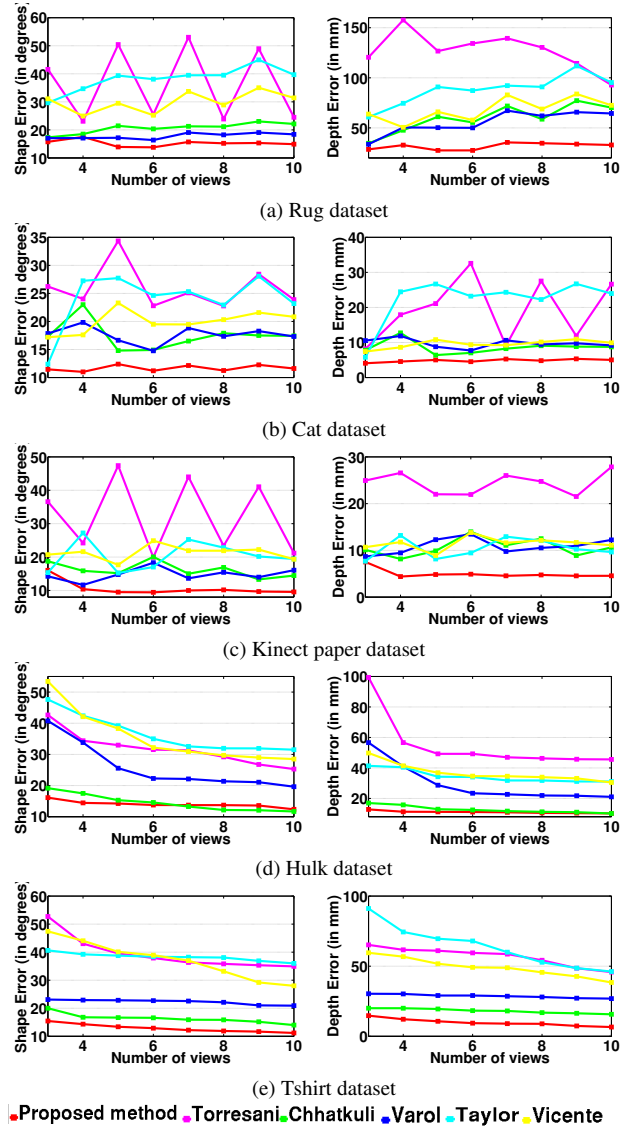 Shape Error (in degrees)
60
50
40
30
20
10
4 6 8 10
Number of views
Depth Error (in mm)
150
100
50
0
4 6 8 10
Number of views
(a) Rug dataset
Shape Error (in degrees)
35
30
25
20
15
10
4 6 8 10
Number of views
Depth Error (in mm)
40
30
20
10
0
4 6 8 10
Number of views
(b) Cat dataset
Shape Error (in degrees)
50
40
30
20
10
4 6 8 10
Number of views
Depth Error (in mm)
30
20
10
0
4 6 8 10
Number of views
(c) Kinect paper dataset
Shape Error (in degrees)
50
40
30
20
10
4 6 8 10
Number of views
Depth Error (in mm)
100
80
60
40
20
4 6 8 10
Number of views
(d) Hulk dataset
Shape Error (in degrees)
60
50
40
30
20
10
4 6 8 10
Number of views
Depth Error (in mm)
100
50
0
4 6 8 10
Number of views
(e) Tshirt dataset
Proposed method Torresani Chhatkuli Varol Taylor Vicente